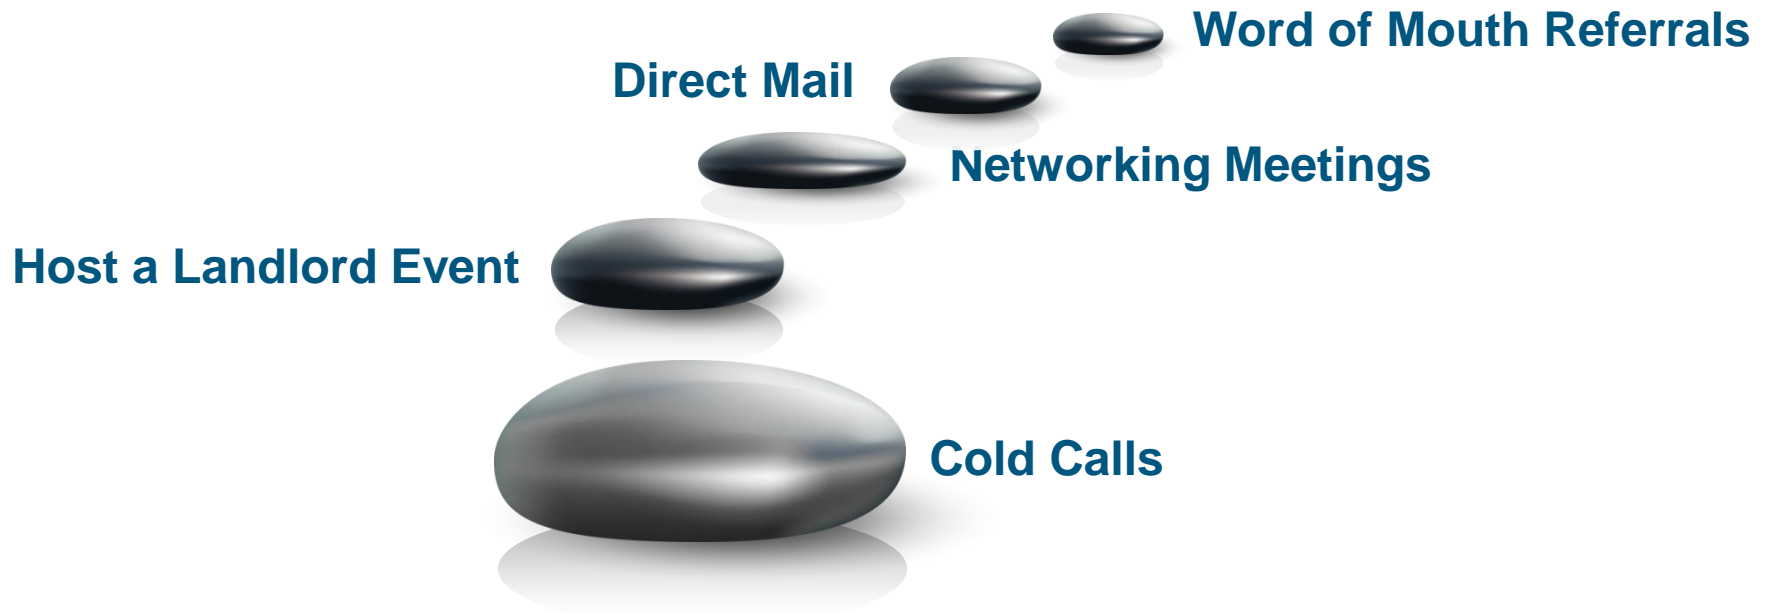 Word of Mouth Referrals
Direct Mail
Networking Meetings
Host a Landlord Event
Cold Calls